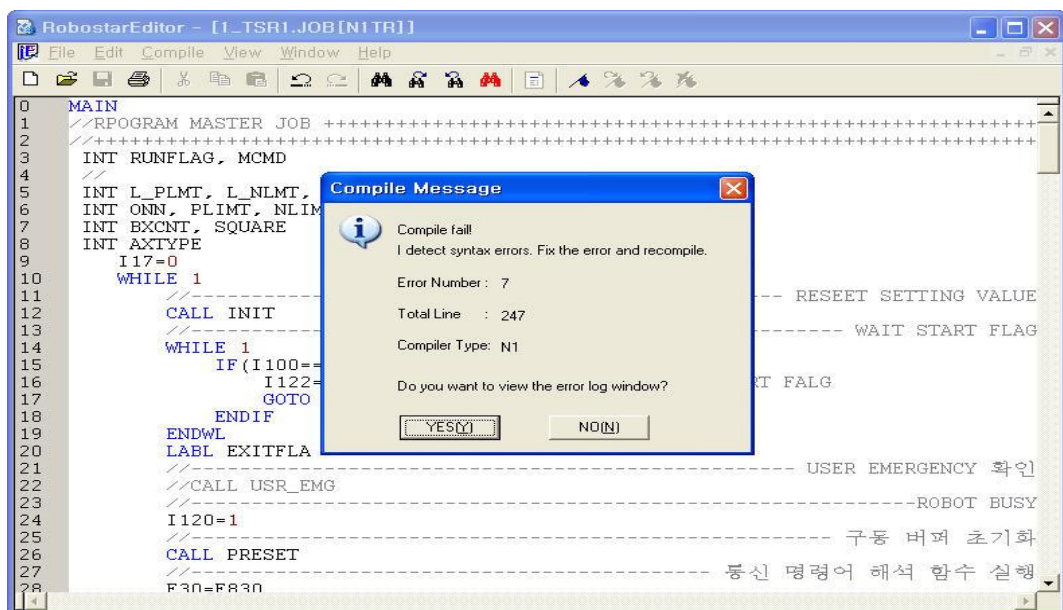 RobostarEditor - [1_TSR1.JOB[N1TR]]
File Edit Compile View Window Help
0 MAIN
1 //RPOGRAM MASTER JOB +++++++++++++++++++++++++++++++++++++++++++++++++++++++++++
2 //++++++++++++++++++++++++++++++++++++++++++++++++++++++++++++++++++++++++++++++
3 INT RUNFLAG, MCMD
4 //
5 INT L_PLMT, L_NLMT,
6 INT ONN, PLIMT, NLIM
7 INT BXCNT, SQUARE
8 INT AXTYPE
9 I17=0
10 WHILE 1
11 //------------- --- RESEET SETTING VALUE
12 CALL INIT
13 //------------- -------- WAIT START FLAG
14 WHILE 1
15 IF(I100==
16 I122= RT FALG
17 GOTO
18 ENDIF
19 ENDWL
20 LABL EXITFLA
21 //------------------------------------------------------------- USER EMERGENCY 확인
22 //CALL USR_EMG
23 //------------------------------------------------------------------------ROBOT BUSY
24 I120=1
25 //---------------------------------------------------------------- 구동 버퍼 초기화
26 CALL PRESET
27 //------------------------------------------------------ 통신 명령어 해석 함수 실행
28 F30=F830
Compile Message
Compile fail!
I detect syntax errors. Fix the error and recompile.
Error Number : 7
Total Line : 247
Compiler Type: N1
Do you want to view the error log window?
YES(Y) NO(N)